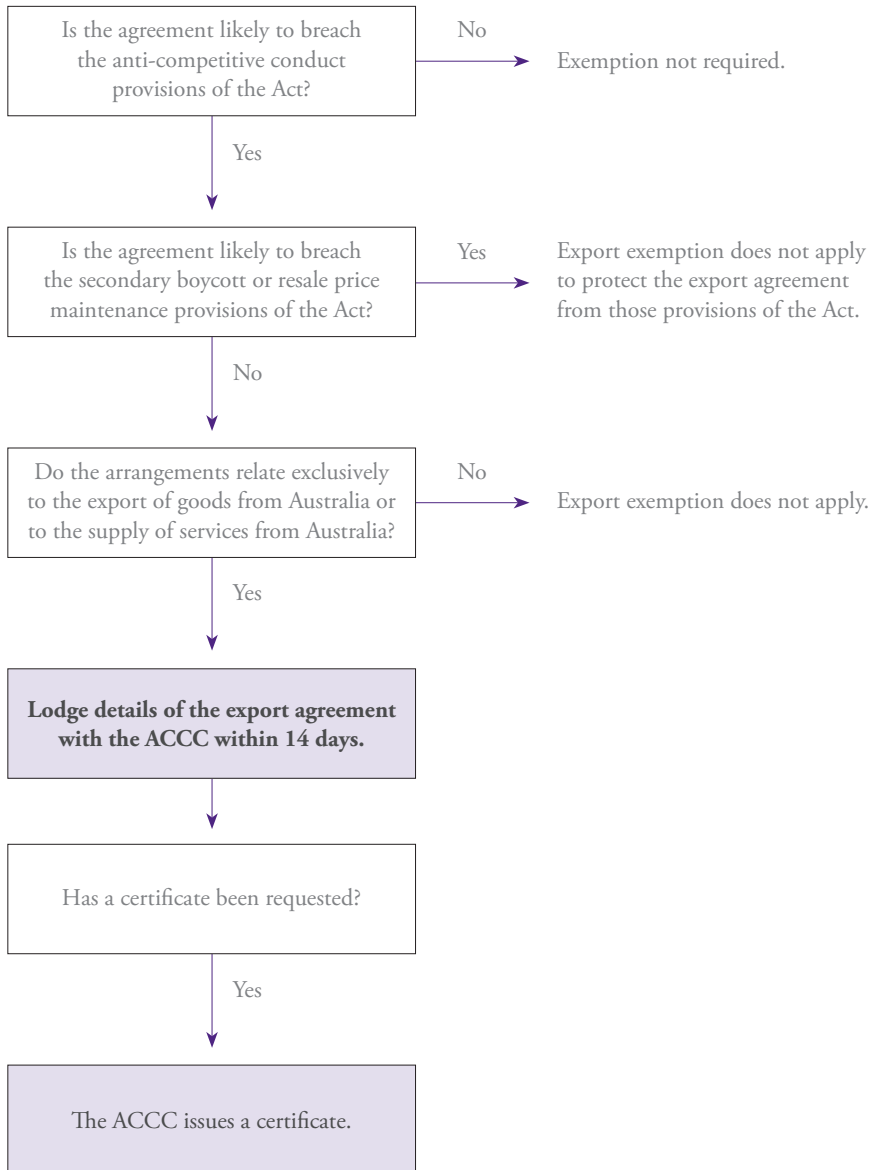 Is the agreement likely to breach
the anti-competitive conduct
provisions of the Act?
No
Exemption not required.
Yes
Is the agreement likely to breach
the secondary boycott or resale price
maintenance provisions of the Act?
Yes
Export exemption does not apply
to protect the export agreement
from those provisions of the Act.
No
Do the arrangements relate exclusively
to the export of goods from Australia or
to the supply of services from Australia?
No
Export exemption does not apply.
Yes
Lodge details of the export agreement
with the ACCC within 14 days.
Has a certificate been requested?
Yes
The ACCC issues a certificate.